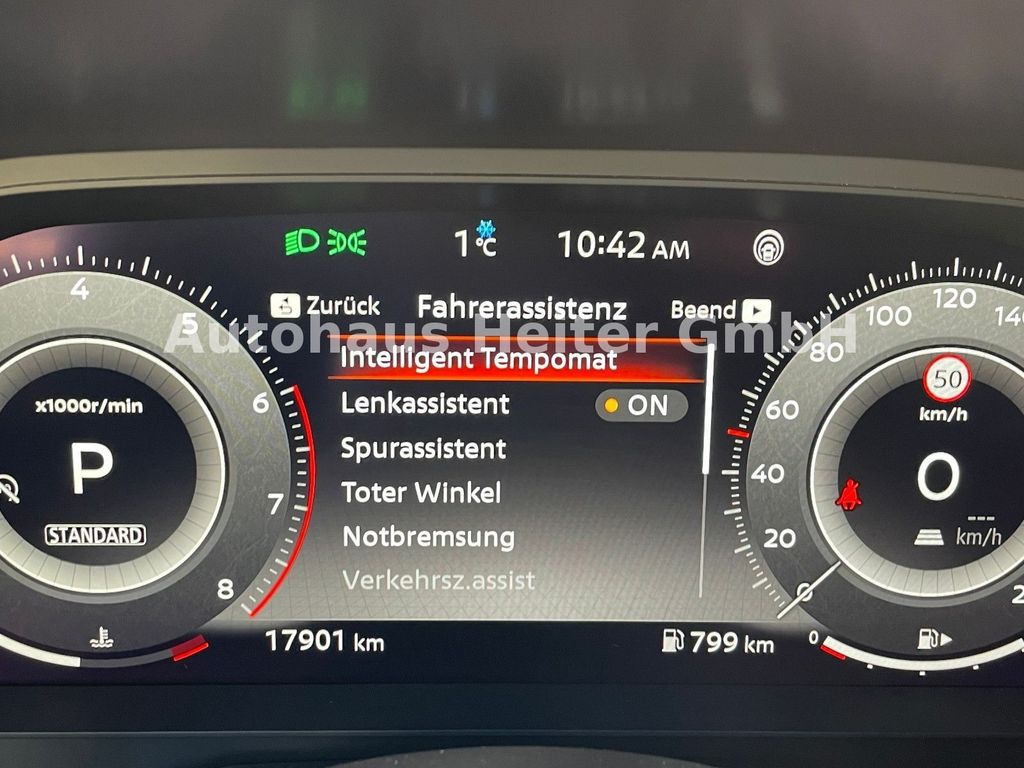 1°C 10:42 AM
Zurück Fahrerassistenz Beend
Autohaus Heiter GmbH
Intelligent Tempomat
Lenkassistent ON
Spurassistent
Toter Winkel
Notbremsung
Verkehrsz.assist
4
5
6
7
8
x1000r/min
P
STANDARD
17901 km
799 km
0
20
40
60
80
100
120
140
50
km/h
0
--- km/h
0